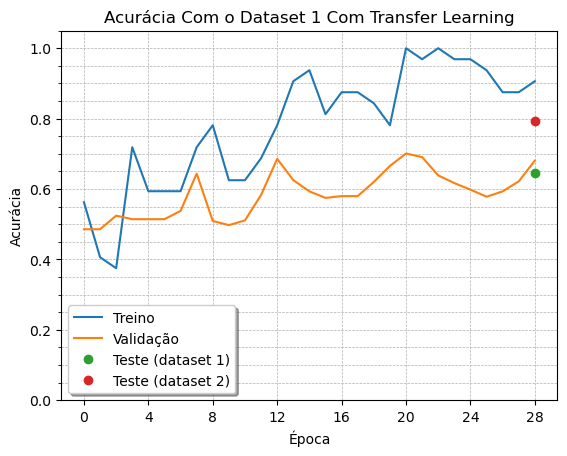 Acurácia Com o Dataset 1 Com Transfer Learning
1.0
0.8
0.6
0.4
0.2
0.0
Acurácia
Treino
Validação
Teste (dataset 1)
Teste (dataset 2)
0 4 8 12 16 20 24 28
Época